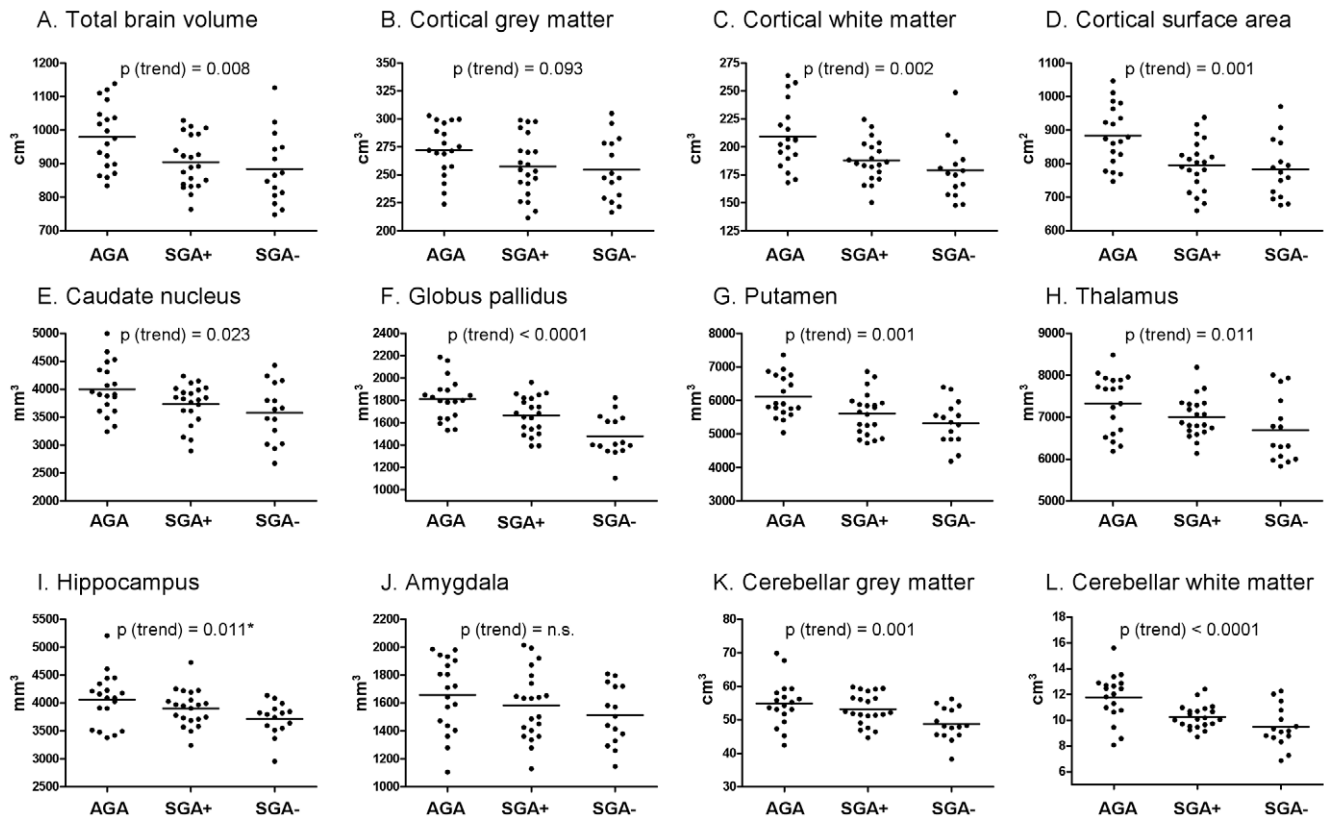 A. Total brain volume
p (trend) = 0.008
cm³
1200
1100
1000
900
800
700
AGA SGA+ SGA-
B. Cortical grey matter
p (trend) = 0.093
cm³
350
325
300
275
250
225
200
AGA SGA+ SGA-
C. Cortical white matter
p (trend) = 0.002
cm³
275
250
225
200
175
150
125
AGA SGA+ SGA-
D. Cortical surface area
p (trend) = 0.001
cm²
1100
1000
900
800
700
600
AGA SGA+ SGA-
E. Caudate nucleus
p (trend) = 0.023
mm³
5000
4500
4000
3500
3000
2500
2000
AGA SGA+ SGA-
F. Globus pallidus
p (trend) < 0.0001
mm³
2400
2200
2000
1800
1600
1400
1200
1000
AGA SGA+ SGA-
G. Putamen
p (trend) = 0.001
mm³
8000
7000
6000
5000
4000
3000
AGA SGA+ SGA-
H. Thalamus
p (trend) = 0.011
mm³
9000
8000
7000
6000
5000
AGA SGA+ SGA-
I. Hippocampus
p (trend) = 0.011*
mm³
5500
5000
4500
4000
3500
3000
2500
AGA SGA+ SGA-
J. Amygdala
p (trend) = n.s.
mm³
2200
2000
1800
1600
1400
1200
1000
AGA SGA+ SGA-
K. Cerebellar grey matter
p (trend) = 0.001
cm³
80
70
60
50
40
30
AGA SGA+ SGA-
L. Cerebellar white matter
p (trend) < 0.0001
cm³
18
16
14
12
10
8
6
AGA SGA+ SGA-